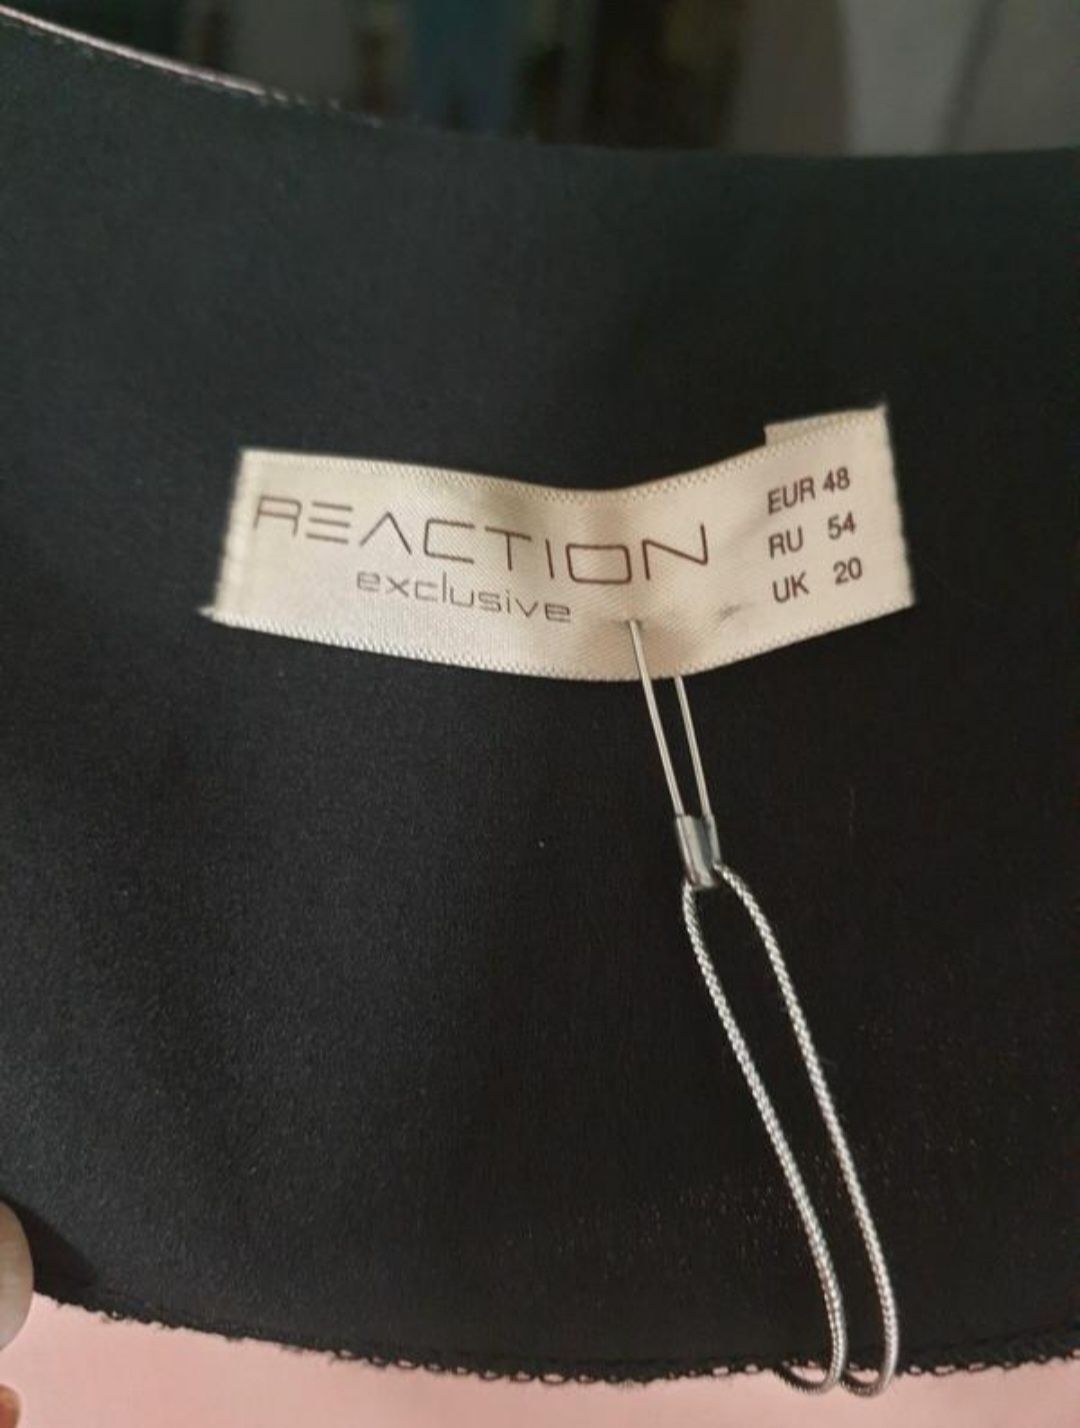 REACTION
exclusive
EUR 48
RU 54
UK 20